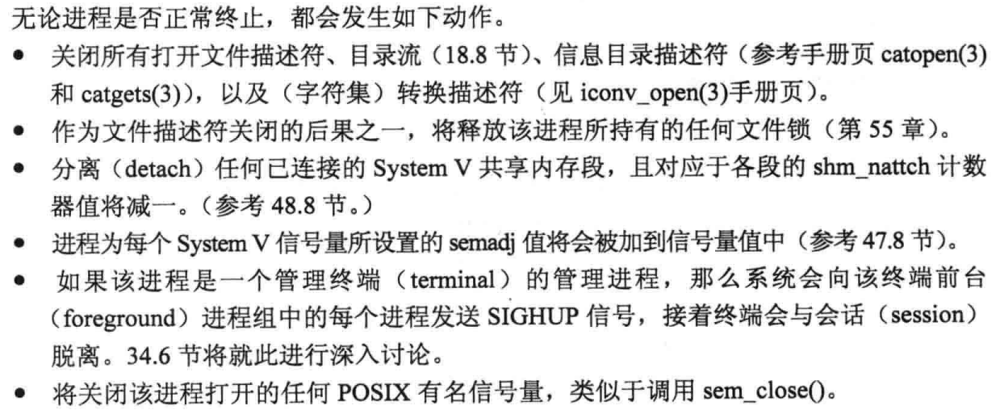 无论进程是否正常终止，都会发生如下动作。
● 关闭所有打开文件描述符、目录流（18.8 节）、信息目录描述符（参考手册页 catopen(3)
和 catgets(3)），以及（字符集）转换描述符（见 iconv_open(3)手册页）。
● 作为文件描述符关闭的后果之一，将释放该进程所持有的任何文件锁（第 55 章）。
● 分离（detach）任何已连接的 System V 共享内存段，且对应于各段的 shm_nattch 计数
器值将减一。（参考 48.8 节。）
● 进程为每个 System V 信号量所设置的 semadj 值将会被加到信号量值中（参考 47.8 节）。
● 如果该进程是一个管理终端（terminal）的管理进程，那么系统会向该终端前台
（foreground）进程组中的每个进程发送 SIGHUP 信号，接着终端会与会话（session）
脱离。34.6 节将就此进行深入讨论。
● 将关闭该进程打开的任何 POSIX 有名信号量，类似于调用 sem_close()。